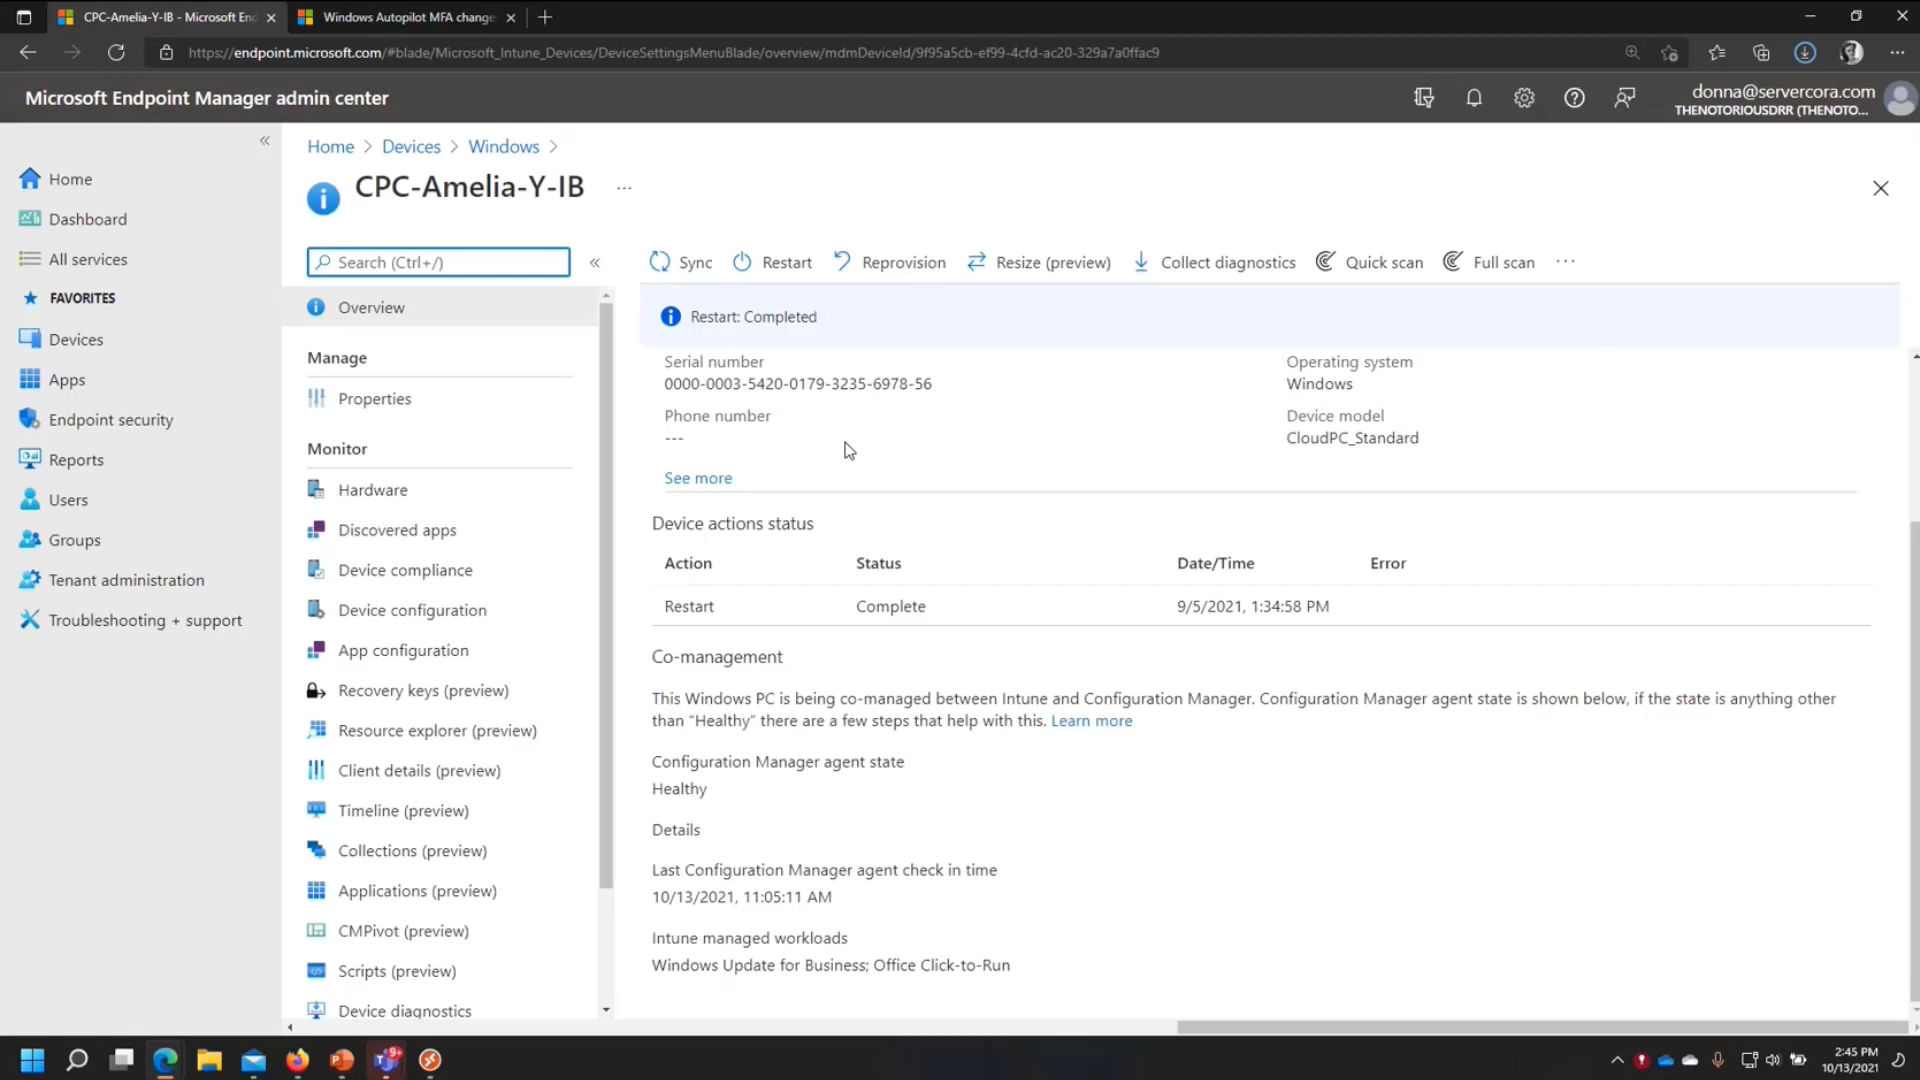 CPC-Amelia-Y-IB - Microsoft En
Windows Autopilot MFA change
https://endpoint.microsoft.com/#blade/Microsoft_Intune_Devices/DeviceSettingsMenuBlade/overview/mdmDeviceId/9f95a5cb-ef99-4cfd-ac20-329a7a0ffac9
Microsoft Endpoint Manager admin center
donna@servercora.com
THENOTORIOUSDRR (THENOTO...
Home > Devices > Windows >
CPC-Amelia-Y-IB ...
Home
Dashboard
All services
FAVORITES
Devices
Apps
Endpoint security
Reports
Users
Groups
Tenant administration
Troubleshooting + support
Search (Ctrl+/)
Overview
Manage
Properties
Monitor
Hardware
Discovered apps
Device compliance
Device configuration
App configuration
Recovery keys (preview)
Resource explorer (preview)
Client details (preview)
Timeline (preview)
Collections (preview)
Applications (preview)
CMPivot (preview)
Scripts (preview)
Device diagnostics
Sync Restart Reprovision Resize (preview) Collect diagnostics Quick scan Full scan ...
Restart: Completed
Serial number
0000-0003-5420-0179-3235-6978-56
Phone number
---
See more
Operating system
Windows
Device model
CloudPC_Standard
Device actions status
Action Status Date/Time Error
Restart Complete 9/5/2021, 1:34:58 PM
Co-management
This Windows PC is being co-managed between Intune and Configuration Manager. Configuration Manager agent state is shown below, if the state is anything other
than “Healthy” there are a few steps that help with this. Learn more
Configuration Manager agent state
Healthy
Details
Last Configuration Manager agent check in time
10/13/2021, 11:05:11 AM
Intune managed workloads
Windows Update for Business; Office Click-to-Run
9+
2:45 PM
10/13/2021